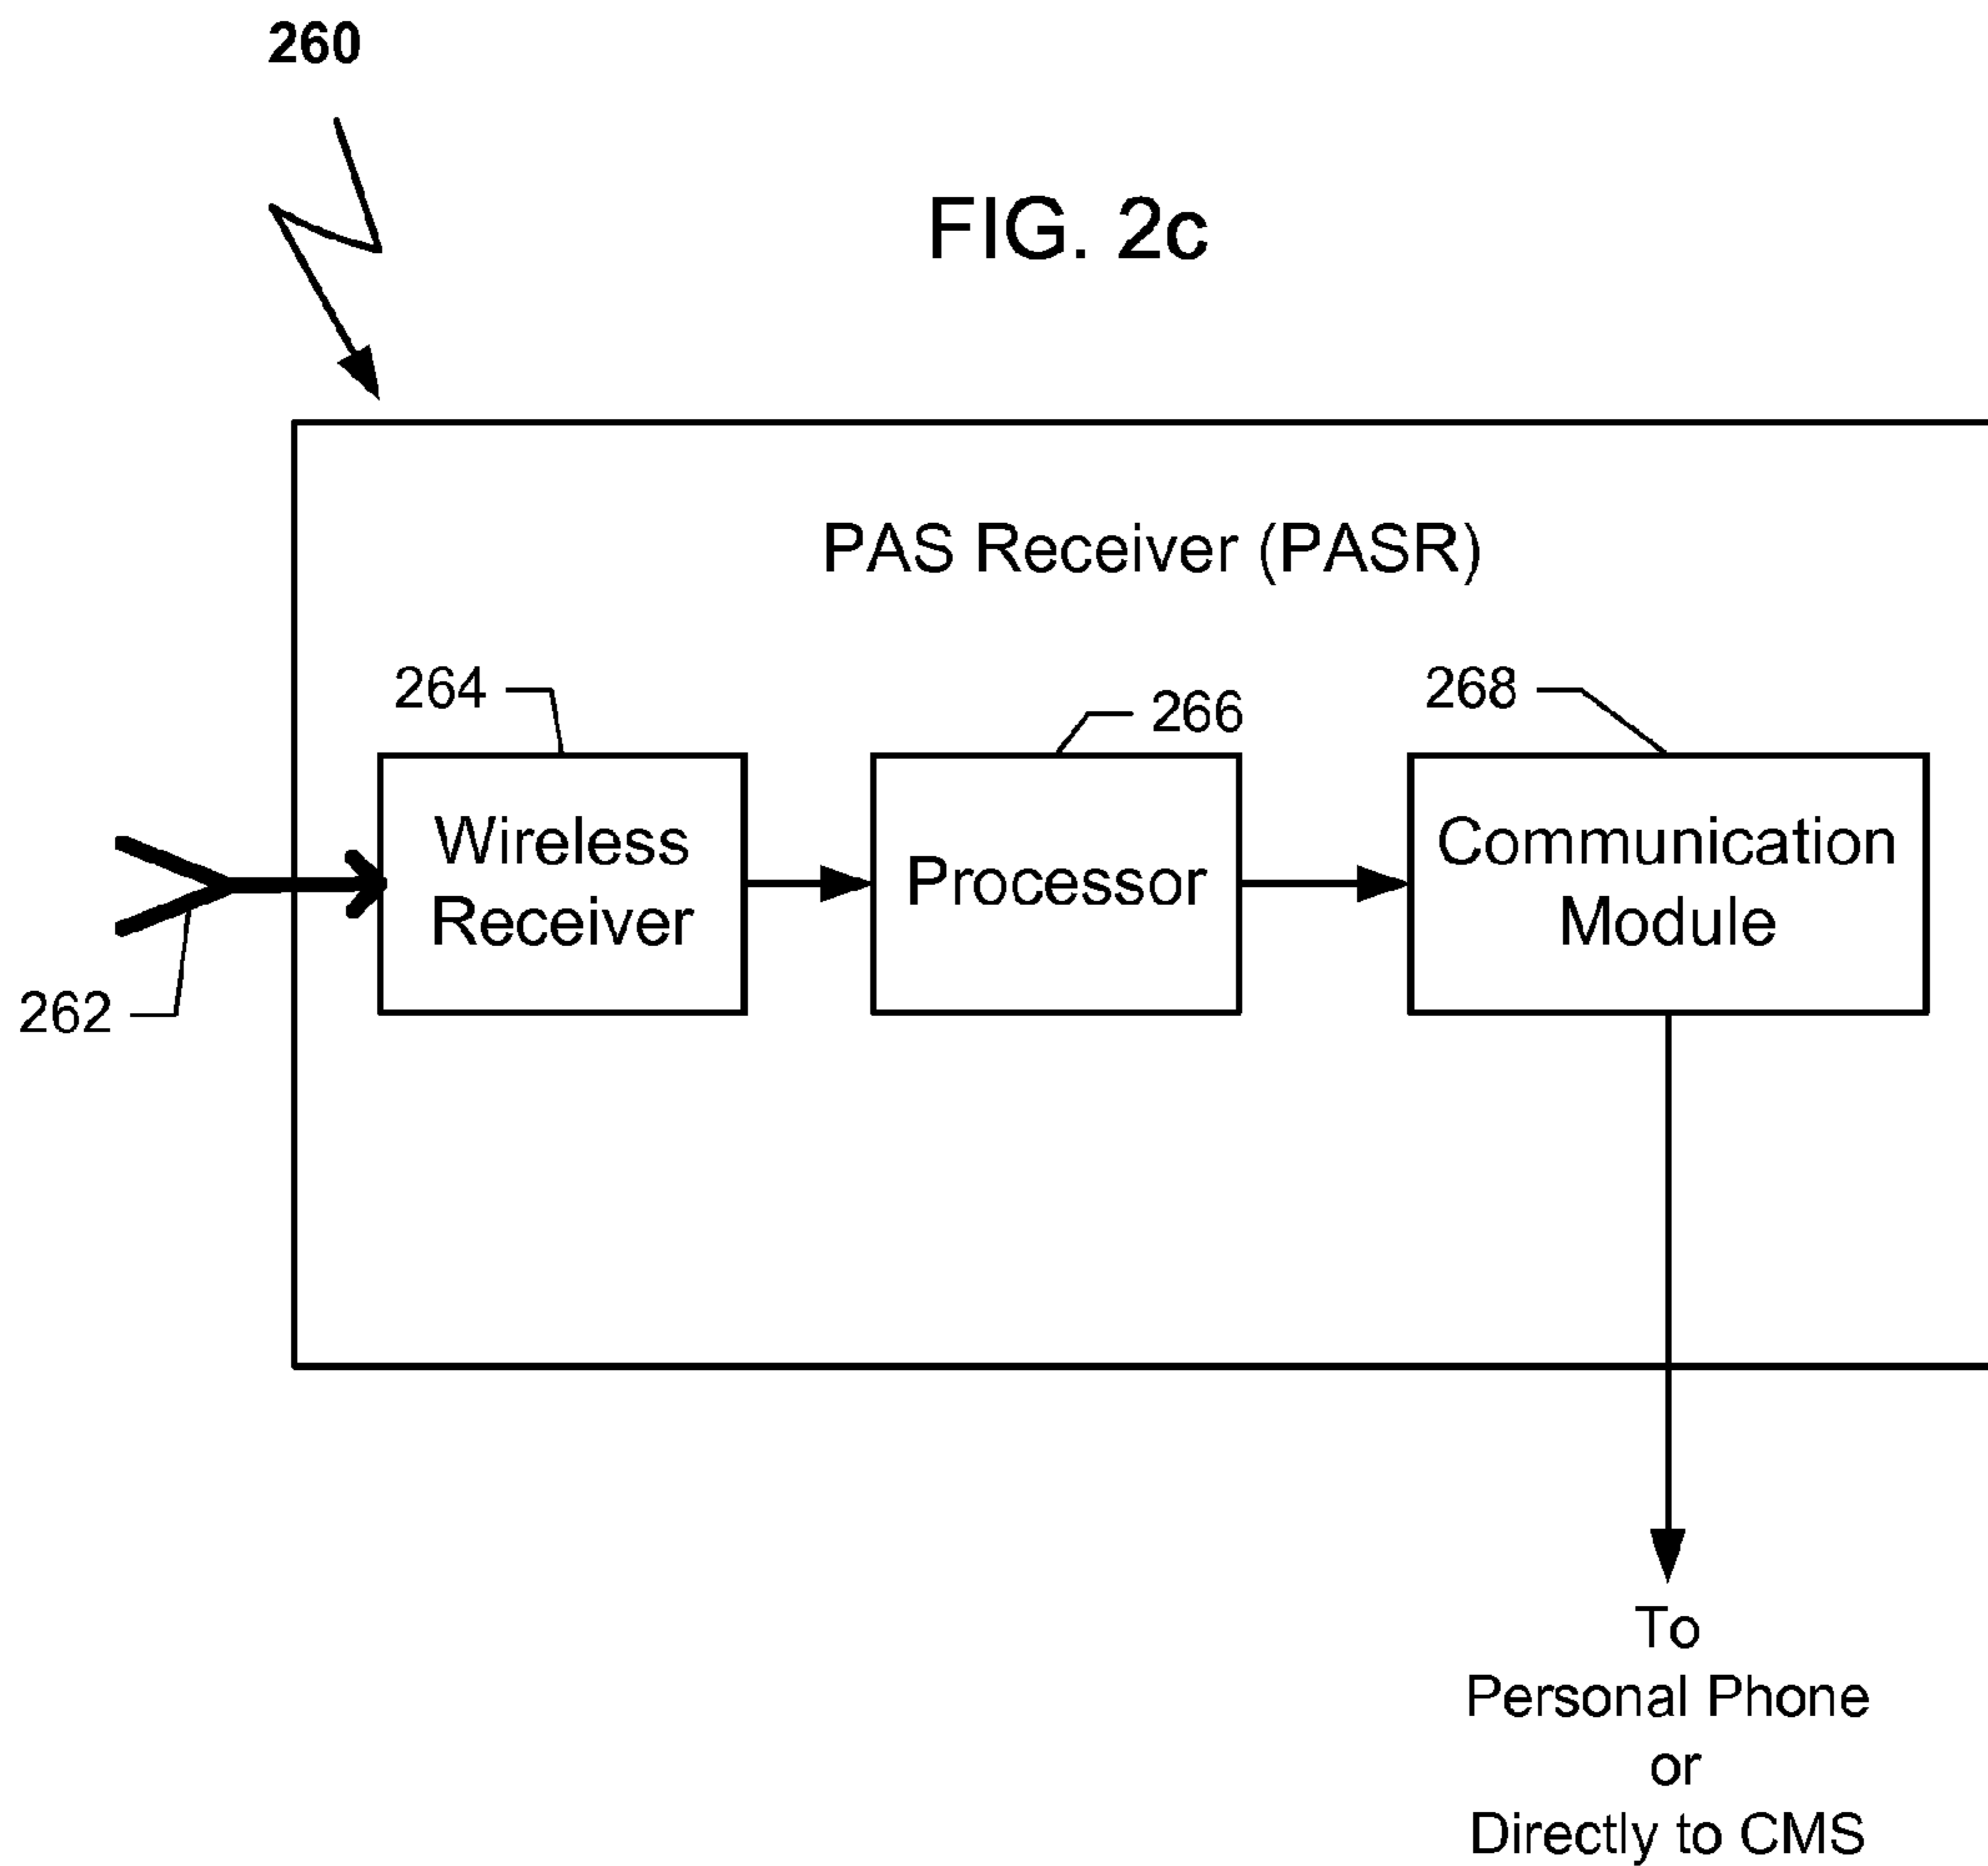 260
FIG. 2c
PAS Receiver (PASR)
264
266
268
Wireless
Receiver
Processor
Communication
Module
262
To
Personal Phone
or
Directly to CMS